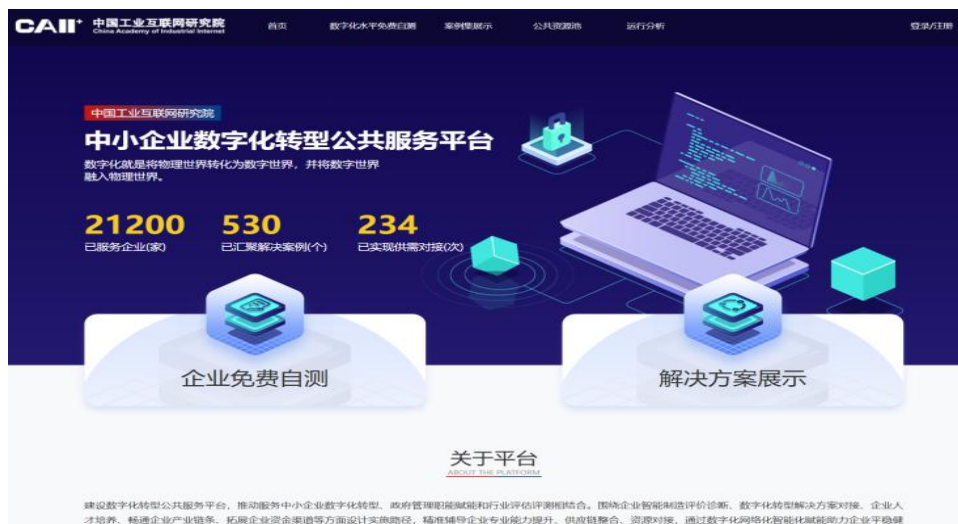 CAII+ 中国工业互联网研究院
China Academy of Industrial Internet
首页 数字化水平免费自测 案例集展示 公共资源池 运行分析 登录/注册
中国工业互联网研究院
中小企业数字化转型公共服务平台
数字化就是将物理世界转化为数字世界，并将数字世界
融入物理世界。
21200 530 234
已服务企业(家) 已汇聚解决案例(个) 已实现供需对接(次)
企业免费自测 解决方案展示
关于平台
ABOUT THE PLATFORM
建设数字化转型公共服务平台，推动服务中小企业数字化转型、政府管理职能赋能和行业评估评测相结合。围绕企业智能制造评价诊断、数字化转型解决方案对接、企业人
才培养、畅通企业产业链条、拓展企业资金渠道等方面设计实施路径，精准辅导企业专业能力提升、供应链整合、资源对接，通过数字化网络化智能化赋能助力企业平稳健